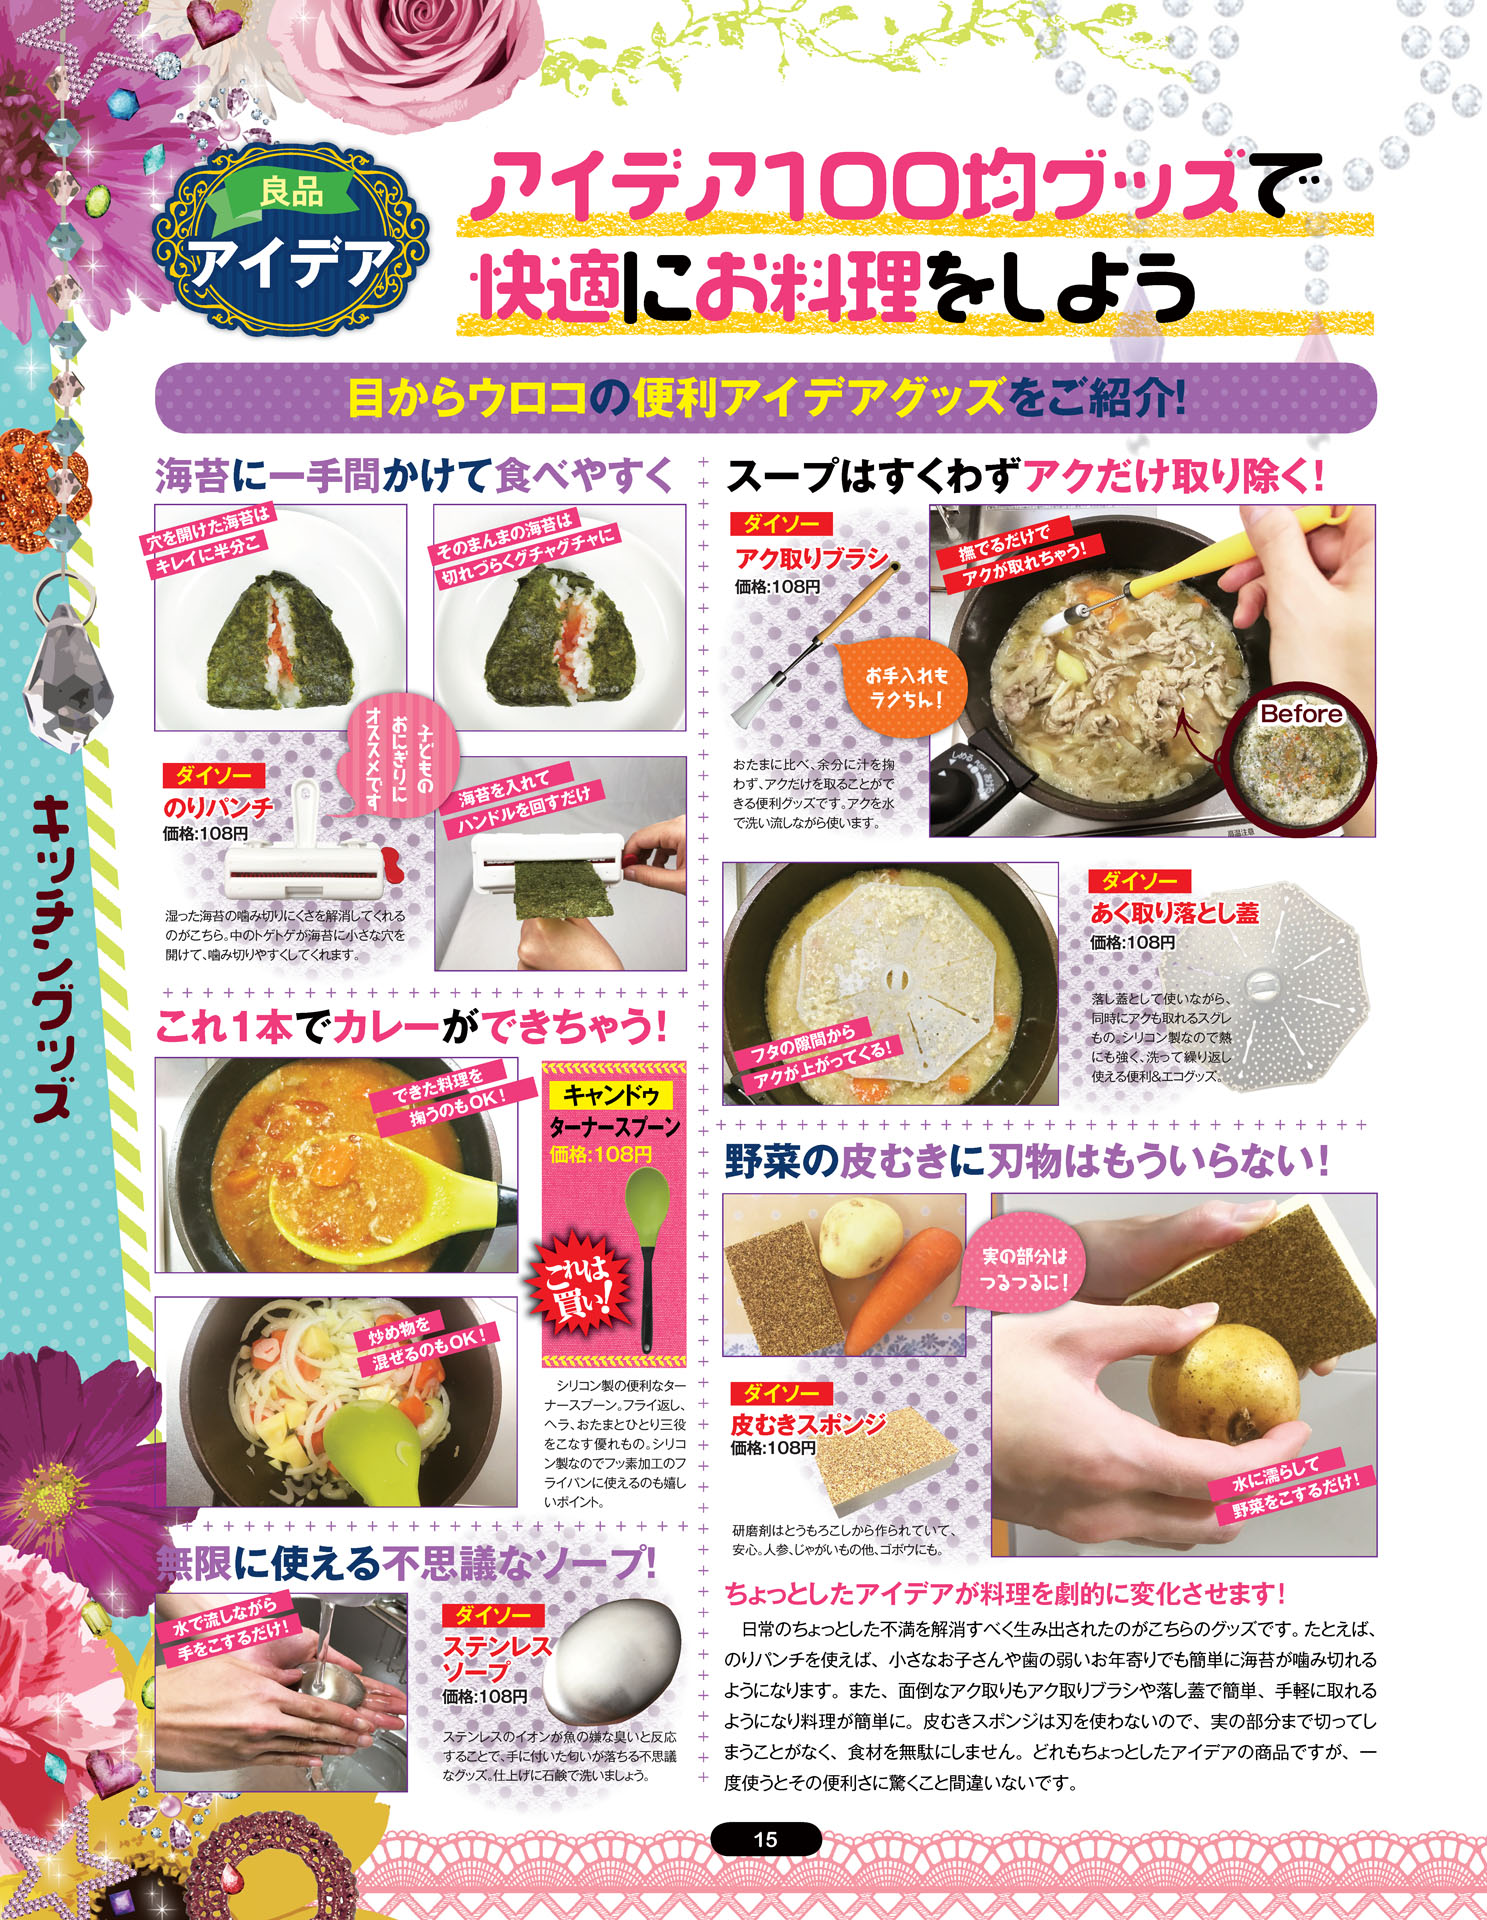 良品
アイデア
アイデア100均グッズで
快適にお料理をしよう
目からウロコの便利アイデアグッズをご紹介!
キッチングッズ
海苔に一手間かけて食べやすく
穴を開けた海苔は
キレイに半分こ
そのまんまの海苔は
切れづらくグチャグチャに
子どもの
おにぎりに
オススメです
ダイソー
のりパンチ
価格:108円
海苔を入れて
ハンドルを回すだけ
湿った海苔の噛み切りにくさを解消してくれる
のがこちら。中のトゲトゲが海苔に小さな穴を
開けて、噛み切りやすくしてくれます。
これ1本でカレーができちゃう!
できた料理を
掬うのもOK!
炒め物を
混ぜるのもOK!
キャンドゥ
ターナースプーン
価格:108円
これは
買い!
シリコン製の便利なター
ナースプーン。フライ返し、
ヘラ、おたまとひとり三役
をこなす優れもの。シリコ
ン製なのでフッ素加工のフ
ライパンに使えるのも嬉し
いポイント。
無限に使える不思議なソープ!
水で流しながら
手をこするだけ!
ダイソー
ステンレス
ソープ
価格:108円
ステンレスのイオンが魚の嫌な臭いと反応
することで、手に付いた匂いが落ちる不思議
なグッズ。仕上げに石鹸で洗いましょう。
スープはすくわずアクだけ取り除く!
ダイソー
アク取りブラシ
価格:108円
お手入れも
ラクちん!
撫でるだけで
アクが取れちゃう!
Before
高温注意
おたまに比べ、余分に汁を掬
わず、アクだけを取ることがで
きる便利グッズです。アクを水
で洗い流しながら使います。
フタの隙間から
アクが上がってくる!
ダイソー
あく取り落とし蓋
価格:108円
落し蓋として使いながら、
同時にアクも取れるスグレ
もの。シリコン製なので熱
にも強く、洗って繰り返し
使える便利&エコグッズ。
野菜の皮むきに刃物はもういらない!
実の部分は
つるつるに!
ダイソー
皮むきスポンジ
価格:108円
水に濡らして
野菜をこするだけ!
研磨剤はとうもろこしから作られていて、
安心。人参、じゃがいもの他、ゴボウにも。
ちょっとしたアイデアが料理を劇的に変化させます!
日常のちょっとした不満を解消すべく生み出されたのがこちらのグッズです。たとえば、
のりパンチを使えば、小さなお子さんや歯の弱いお年寄りでも簡単に海苔が噛み切れる
ようになります。また、面倒なアク取りもアク取りブラシや落し蓋で簡単、手軽に取れる
ようになり料理が簡単に。皮むきスポンジは刃を使わないので、実の部分まで切ってし
まうことがなく、食材を無駄にしません。どれもちょっとしたアイデアの商品ですが、一
度使うとその便利さに驚くこと間違いないです。
15